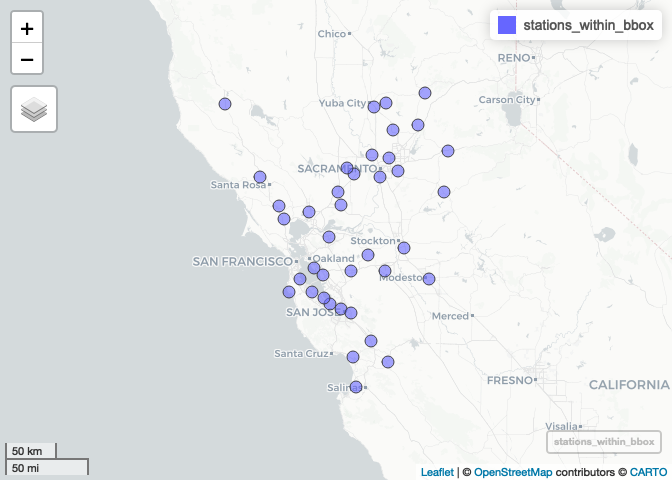 +
−
stations_within_bbox
Chico
RENO
Yuba City
Carson City
SACRAMENTO
Santa Rosa
Stockton
SAN FRANCISCO
Oakland
Modesto
SAN JOSE
Merced
Santa Cruz
FRESNO
CALIFORNIA
Salinas
Visalia
stations_within_bbox
50 km
50 mi
Leaflet | © OpenStreetMap contributors © CARTO